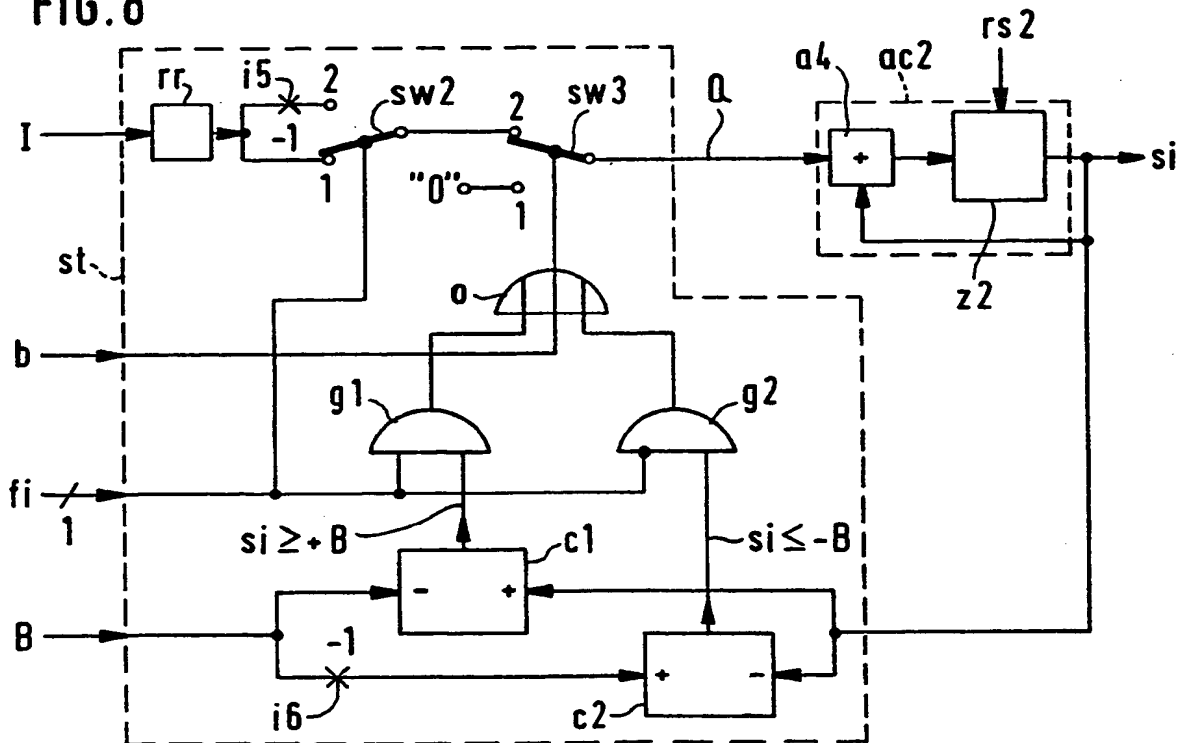 FIG. 8
rs2
a4
ac2
rr
i5
2
sw2
2
sw3
Q
I
-1
+
si
1
"0"
1
st
o
z2
b
g1
g2
fi
1
si ≥ +B
c1
si ≤ -B
-
+
B
-1
+
-
i6
c2